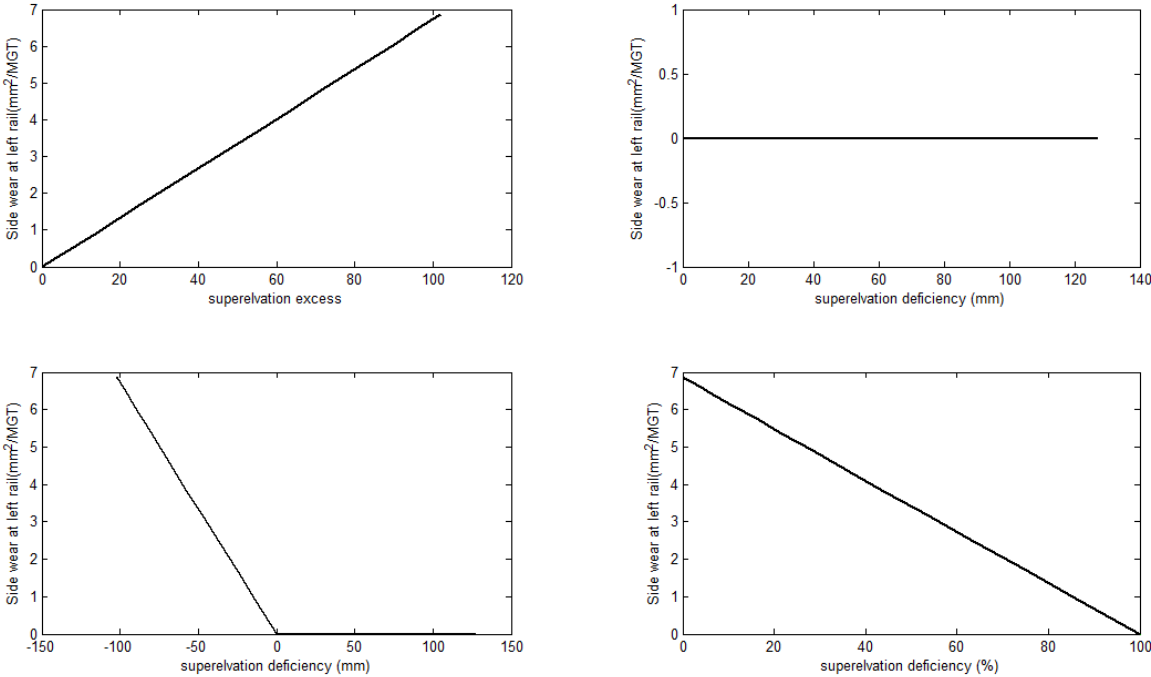 7
6
5
4
3
2
1
0
Side wear at left rail(mm²/MGT)
0 20 40 60 80 100 120
superelvation excess
1
0.5
0
-0.5
-1
Side wear at left rail(mm²/MGT)
0 20 40 60 80 100 120 140
superelvation deficiency (mm)
7
6
5
4
3
2
1
0
Side wear at left rail(mm²/MGT)
-150 -100 -50 0 50 100 150
superelvation deficiency (mm)
7
6
5
4
3
2
1
0
Side wear at left rail(mm²/MGT)
0 20 40 60 80 100
superelvation deficiency (%)